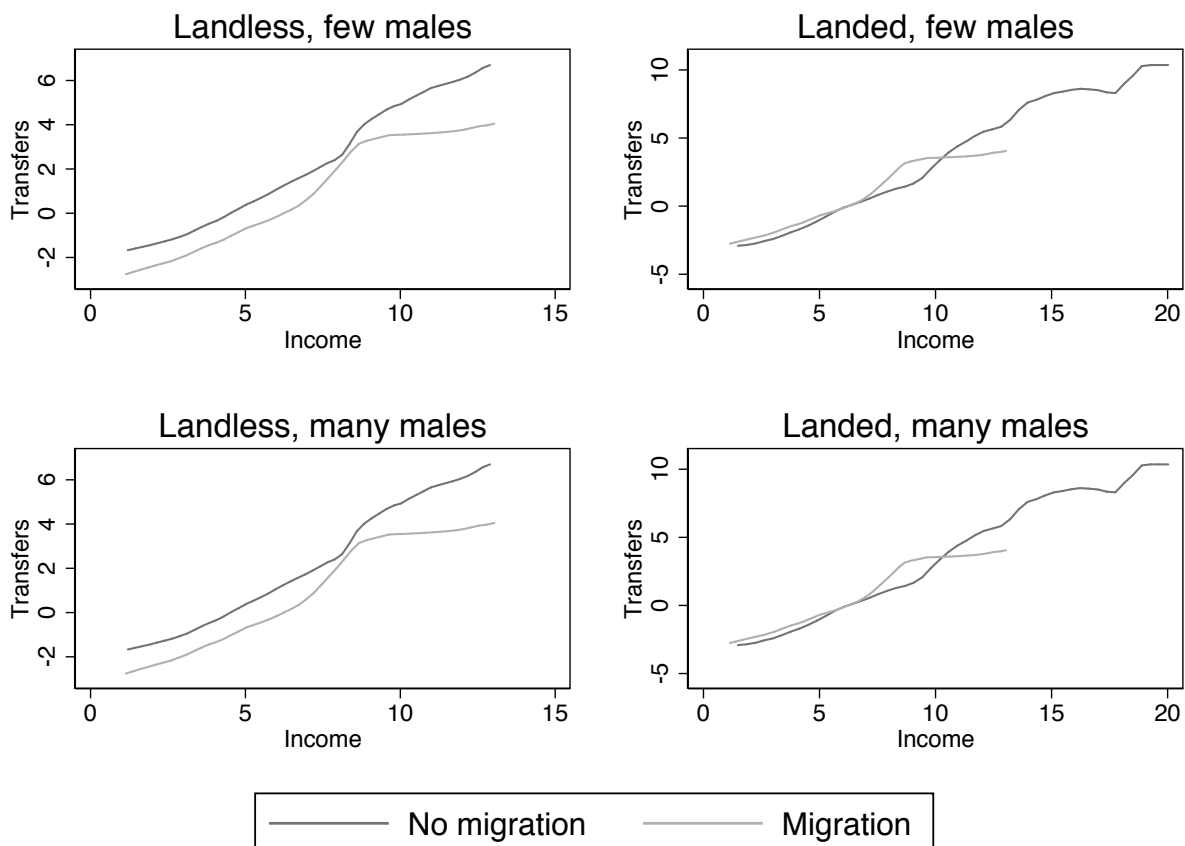 Landless, few males
Transfers
6
4
2
0
-2
0 5 10 15
Income
Landed, few males
Transfers
10
5
0
-5
0 5 10 15 20
Income
Landless, many males
Transfers
6
4
2
0
-2
0 5 10 15
Income
Landed, many males
Transfers
10
5
0
-5
0 5 10 15 20
Income
No migration Migration